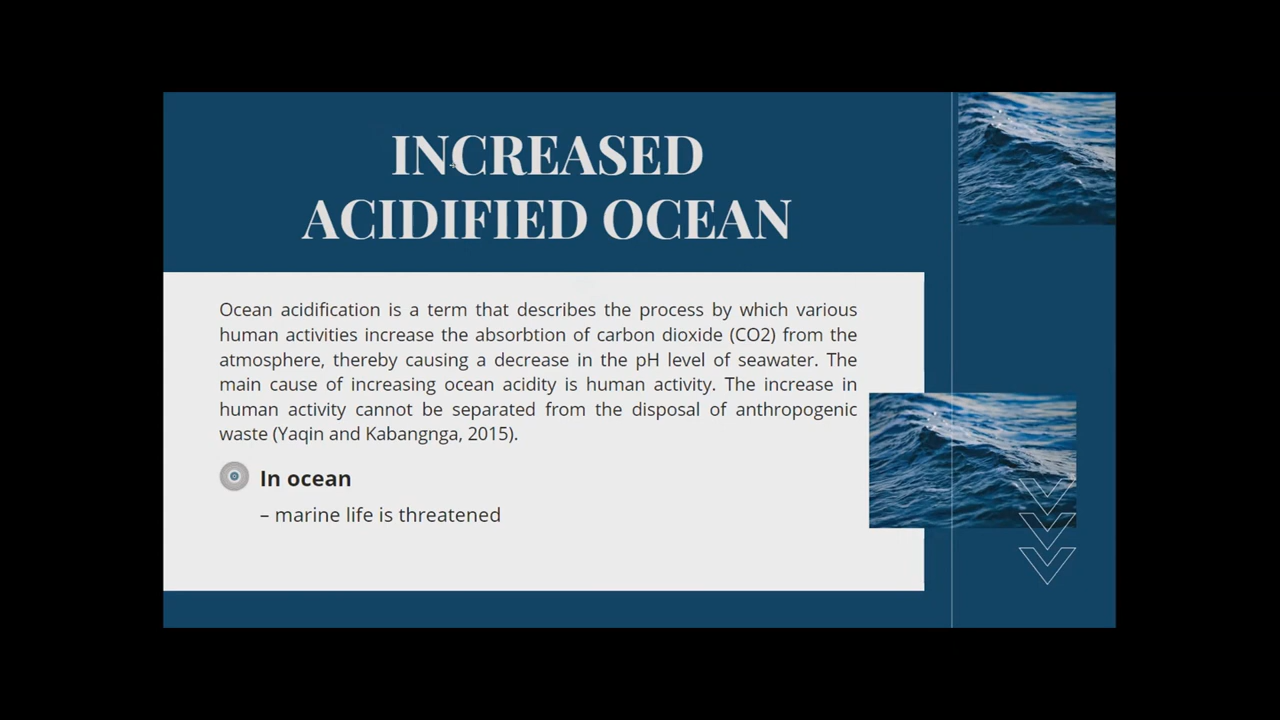 INCREASED
ACIDIFIED OCEAN
Ocean acidification is a term that describes the process by which various
human activities increase the absorbtion of carbon dioxide (CO2) from the
atmosphere, thereby causing a decrease in the pH level of seawater. The
main cause of increasing ocean acidity is human activity. The increase in
human activity cannot be separated from the disposal of anthropogenic
waste (Yaqin and Kabangnga, 2015).
In ocean
– marine life is threatened